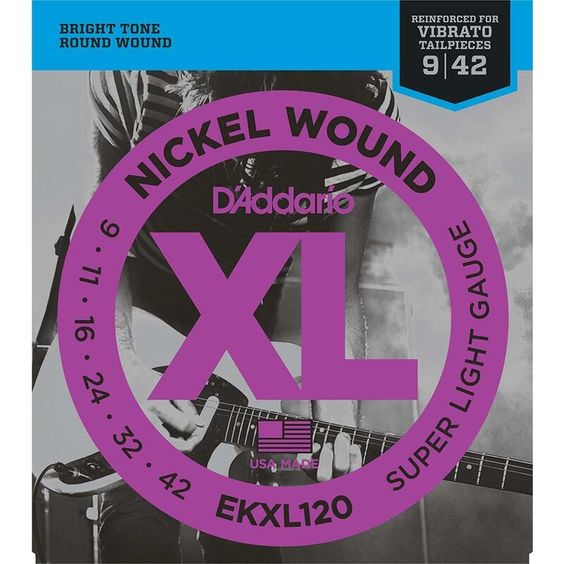 BRIGHT TONE
ROUND WOUND
REINFORCED FOR
VIBRATO
TAILPIECES
9|42
NICKEL WOUND
D'Addario
XL
9 · 11 · 16 · 24 · 32 · 42
SUPER LIGHT GAUGE
USA MADE
EKXL120